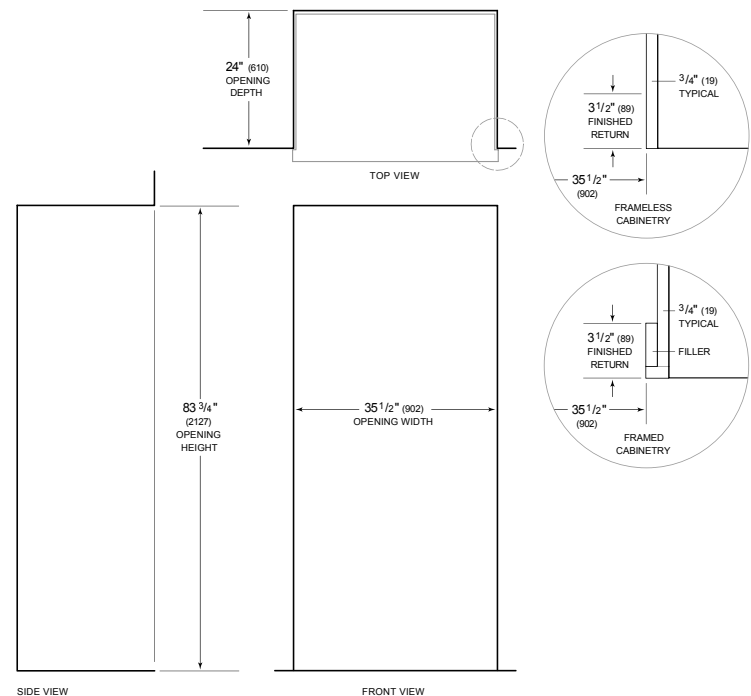 24" (610)
OPENING
DEPTH
TOP VIEW
3/4" (19)
TYPICAL
3 1/2" (89)
FINISHED
RETURN
35 1/2"
(902)
FRAMELESS
CABINETRY
3/4" (19)
TYPICAL
3 1/2" (89)
FINISHED
RETURN
FILLER
35 1/2"
(902)
FRAMED
CABINETRY
83 3/4"
(2127)
OPENING
HEIGHT
35 1/2" (902)
OPENING WIDTH
SIDE VIEW
FRONT VIEW